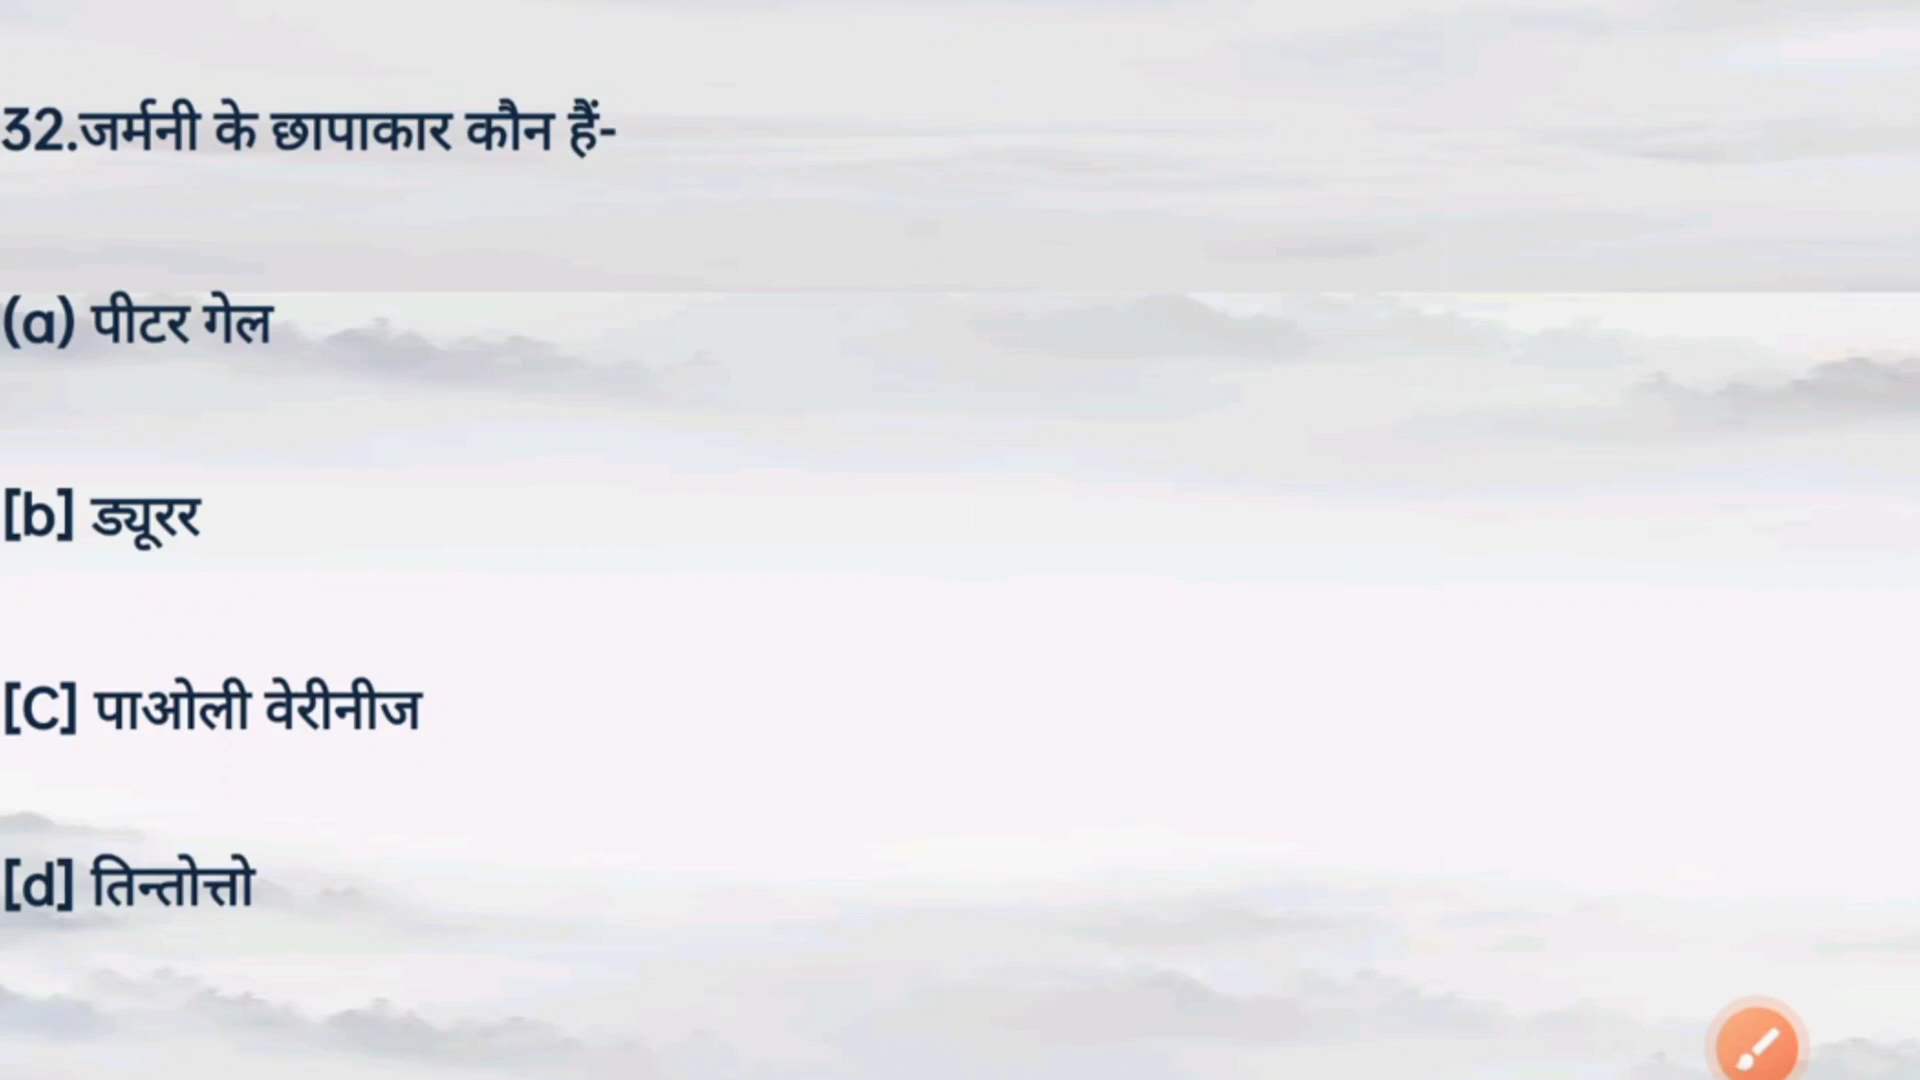 32.जर्मनी के छापाकार कौन हैं-
(a) पीटर गेल
[b] ड्यूरर
[C] पाओली वेरीनीज
[d] तिन्तोत्तो